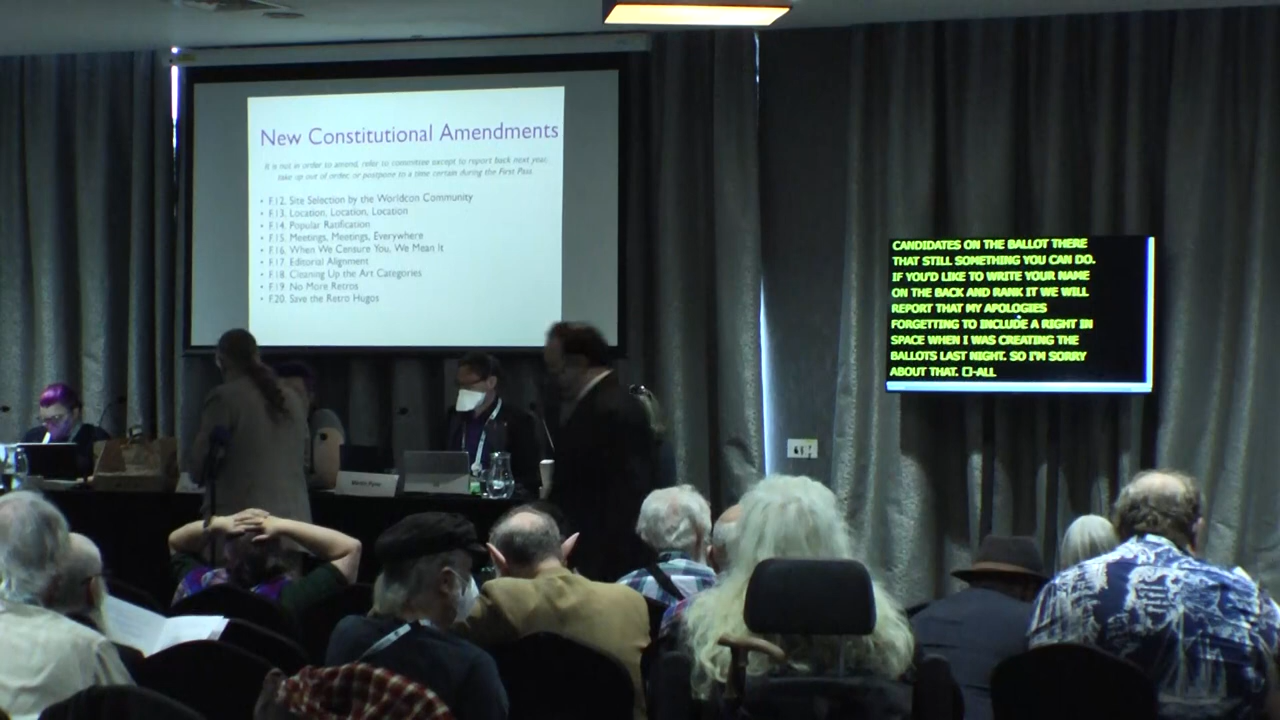 New Constitutional Amendments
It is not in order to amend, refer to committee except to report back next year,
take up out of order, or postpone to a time certain during the First Pass.
• F.12. Site Selection by the Worldcon Community
• F.13. Location, Location, Location
• F.14. Popular Ratification
• F.15. Meetings, Meetings, Everywhere
• F.16. When We Censure You, We Mean It
• F.17. Editorial Alignment
• F.18. Cleaning Up the Art Categories
• F.19 No More Retros
• F.20. Save the Retro Hugos
CANDIDATES ON THE BALLOT THERE
THAT STILL SOMETHING YOU CAN DO.
IF YOU'D LIKE TO WRITE YOUR NAME
ON THE BACK AND RANK IT WE WILL
REPORT THAT MY APOLOGIES
FORGETTING TO INCLUDE A RIGHT IN
SPACE WHEN I WAS CREATING THE
BALLOTS LAST NIGHT. SO I'M SORRY
ABOUT THAT. □-ALL